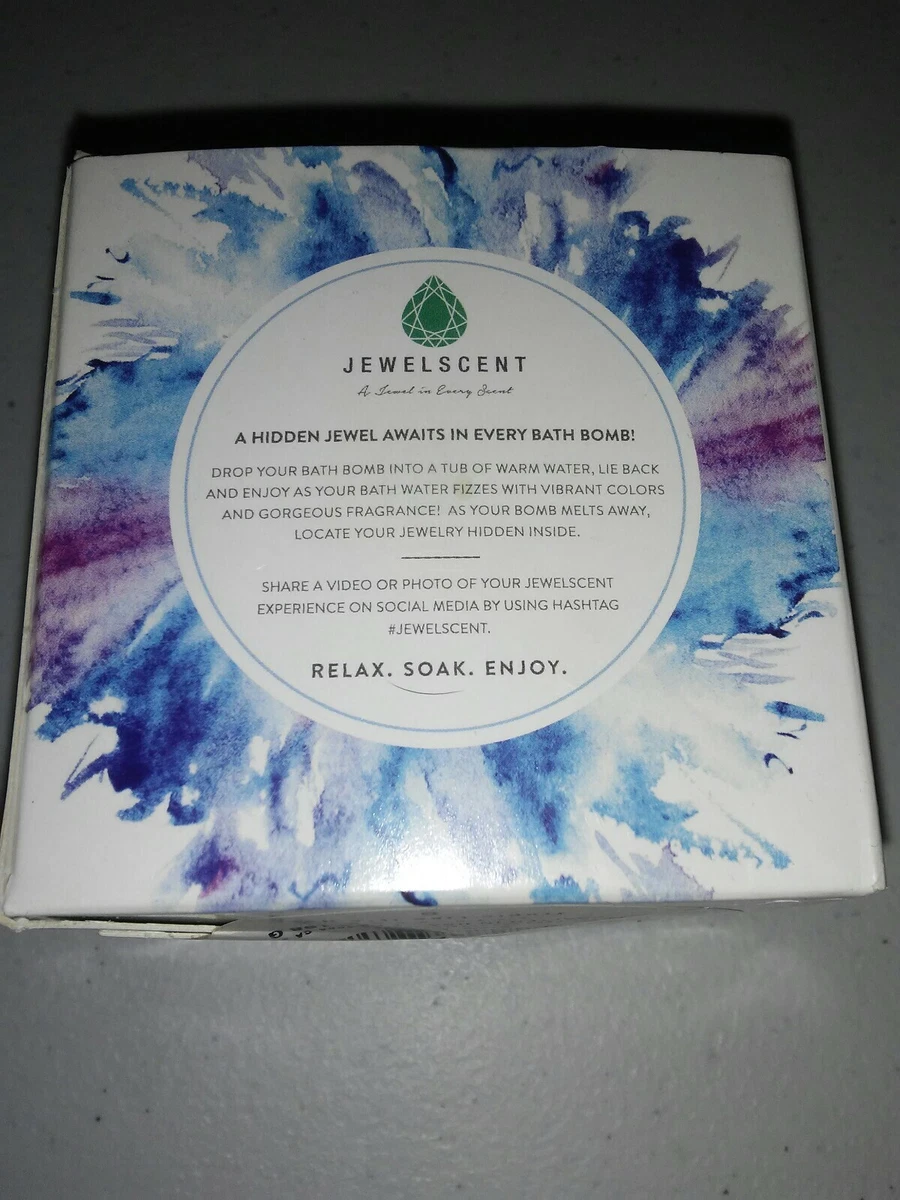 JEWELSCENT
A Jewel in Every Scent
A HIDDEN JEWEL AWAITS IN EVERY BATH BOMB!
DROP YOUR BATH BOMB INTO A TUB OF WARM WATER, LIE BACK
AND ENJOY AS YOUR BATH WATER FIZZES WITH VIBRANT COLORS
AND GORGEOUS FRAGRANCE! AS YOUR BOMB MELTS AWAY,
LOCATE YOUR JEWELRY HIDDEN INSIDE.
SHARE A VIDEO OR PHOTO OF YOUR JEWELSCENT
EXPERIENCE ON SOCIAL MEDIA BY USING HASHTAG
#JEWELSCENT.
RELAX. SOAK. ENJOY.